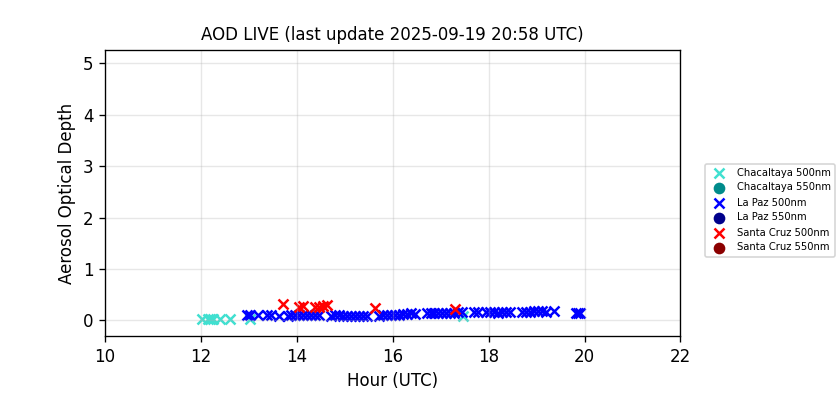 AOD LIVE (last update 2025-09-19 20:58 UTC)
Aerosol Optical Depth
5
4
3
2
1
0
10 12 14 16 18 20 22
Hour (UTC)
Chacaltaya 500nm
Chacaltaya 550nm
La Paz 500nm
La Paz 550nm
Santa Cruz 500nm
Santa Cruz 550nm